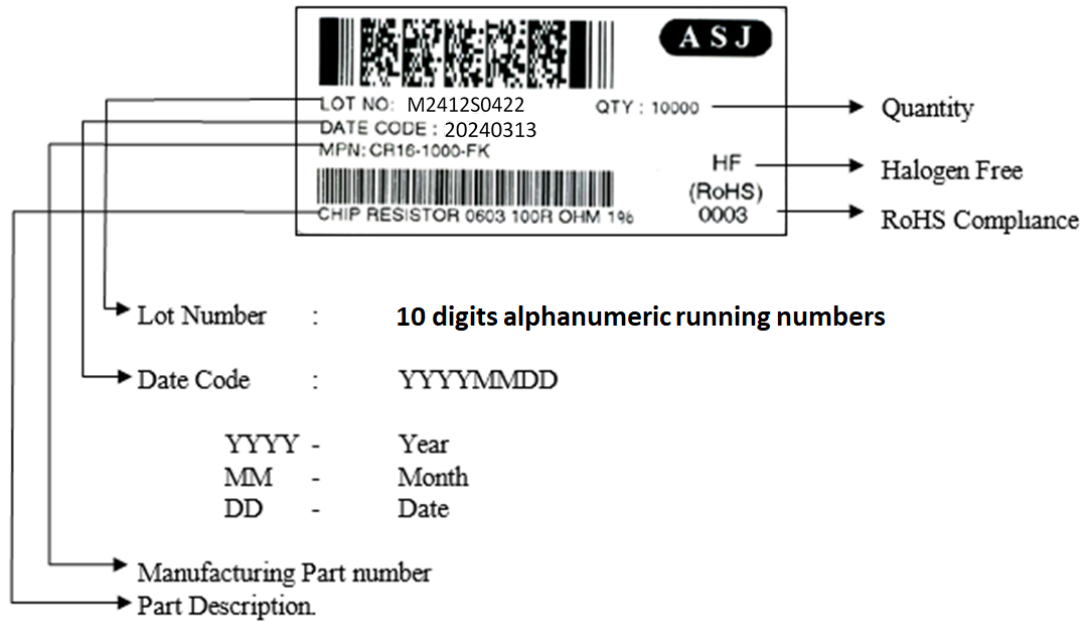 ASJ
LOT NO: M2412S0422 QTY : 10000
DATE CODE : 20240313
MPN: CR16-1000-FK
HF
(RoHS)
0003
CHIP RESISTOR 0603 100R OHM 1%
Quantity
Halogen Free
RoHS Compliance
Lot Number : 10 digits alphanumeric running numbers
Date Code : YYYYMMDD
YYYY - Year
MM - Month
DD - Date
Manufacturing Part number
Part Description.